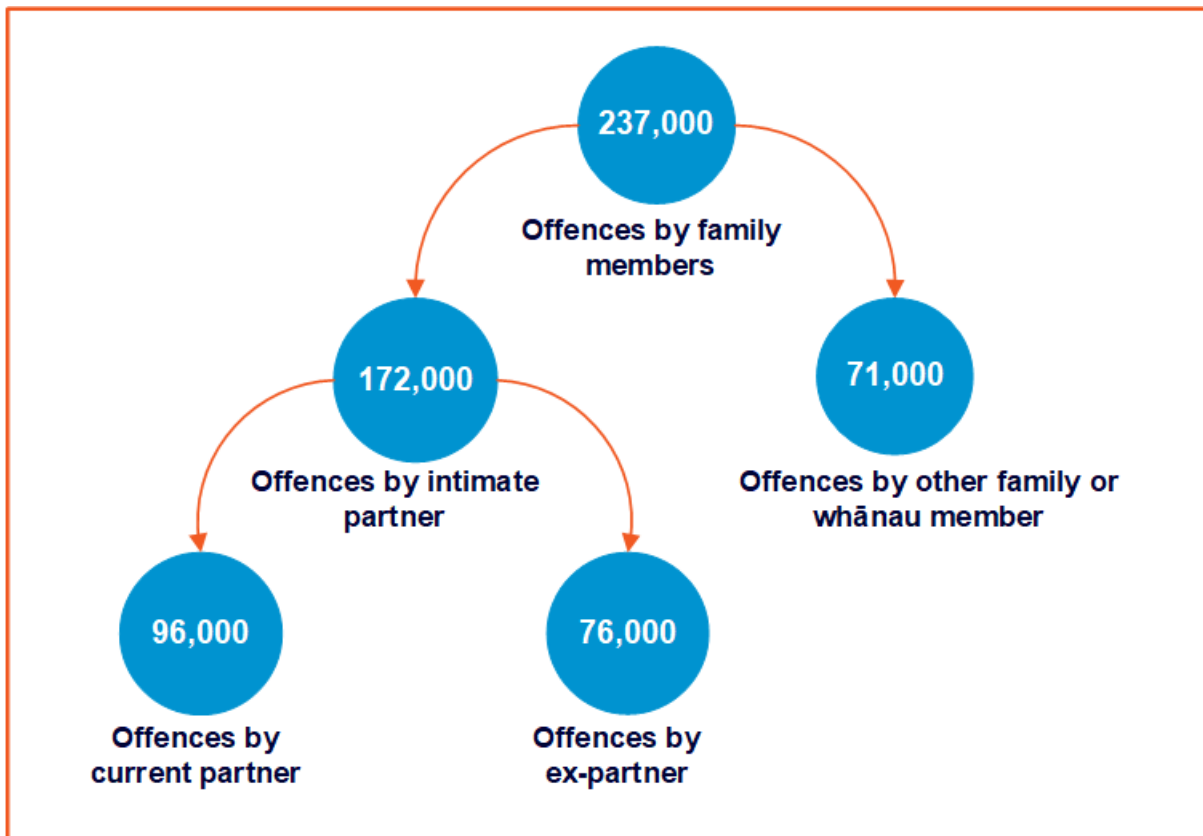 237,000
Offences by family
members
172,000
Offences by intimate
partner
71,000
Offences by other family or
whānau member
96,000
Offences by
current partner
76,000
Offences by
ex-partner